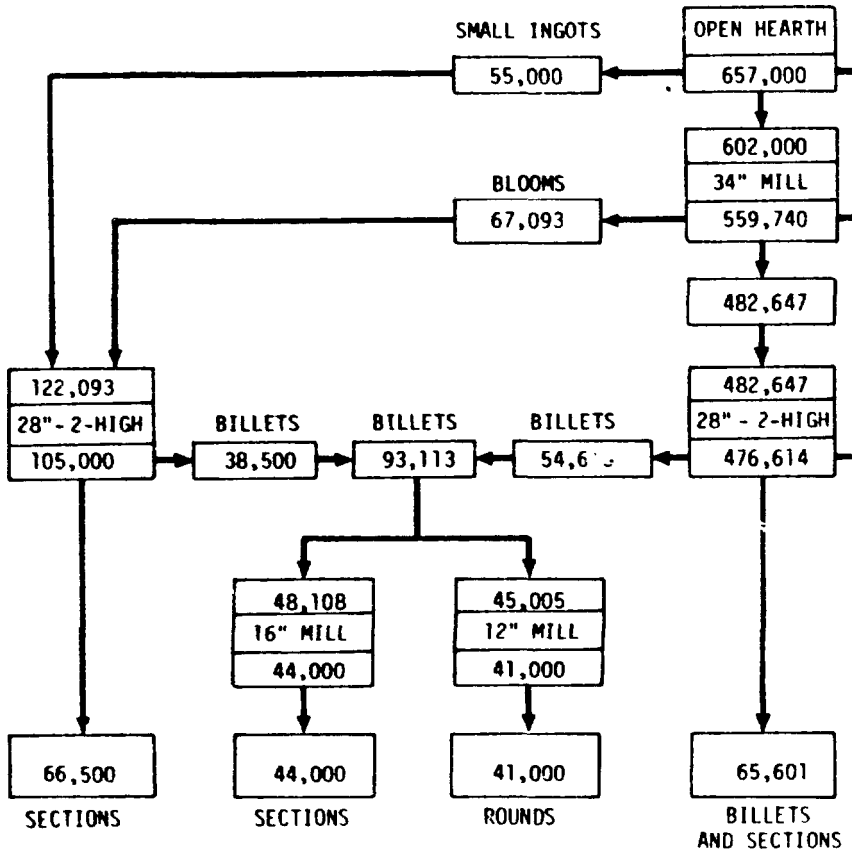 SMALL INGOTS
OPEN HEARTH
55,000
657,000
602,000
BLOOMS
34" MILL
67,093
559,740
482,647
122,093
482,647
28" - 2-HIGH
BILLETS
BILLETS
BILLETS
28" - 2-HIGH
105,000
38,500
93,113
476,614
48,108
45,005
16" MILL
12" MILL
44,000
41,000
66,500
44,000
41,000
65,601
SECTIONS
SECTIONS
ROUNDS
BILLETS
AND SECTIONS